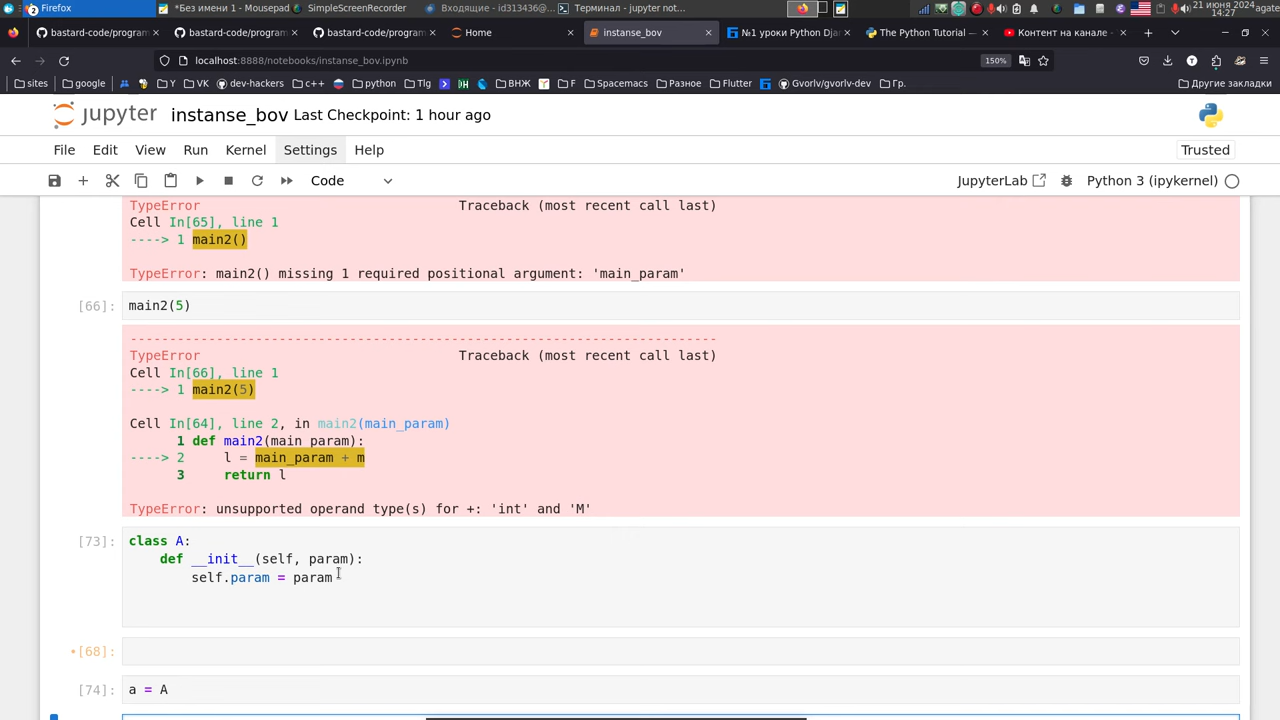 Firefox
*Без имени 1 - Mousepad
SimpleScreenRecorder
Входящие - id313436@...
Терминал - jupyter not...
2
21 июня 2024
14:27
agate
bastard-code/program
bastard-code/program
bastard-code/program
Home
instanse_bov
№1 уроки Python Dja
The Python Tutorial —
Контент на канале -
localhost:8888/notebooks/instanse_bov.ipynb
150%
sites
google
Y
VK
dev-hackers
c++
python
Tlg
ВНЖ
F
Spacemacs
Разное
Flutter
Gvorlv/gvorlv-dev
Гр.
Другие закладки
jupyter
instanse_bov Last Checkpoint: 1 hour ago
File
Edit
View
Run
Kernel
Settings
Help
Trusted
Code
JupyterLab
Python 3 (ipykernel)
TypeError Traceback (most recent call last)
Cell In[65], line 1
----> 1 main2()
TypeError: main2() missing 1 required positional argument: 'main_param'
[66]:
main2(5)
---------------------------------------------------------------------------
TypeError Traceback (most recent call last)
Cell In[66], line 1
----> 1 main2(5)
Cell In[64], line 2, in main2(main_param)
1 def main2(main_param):
----> 2 l = main_param + m
3 return l
TypeError: unsupported operand type(s) for +: 'int' and 'M'
[73]:
class A:
def __init__(self, param):
self.param = param
•[68]:
[74]:
a = A